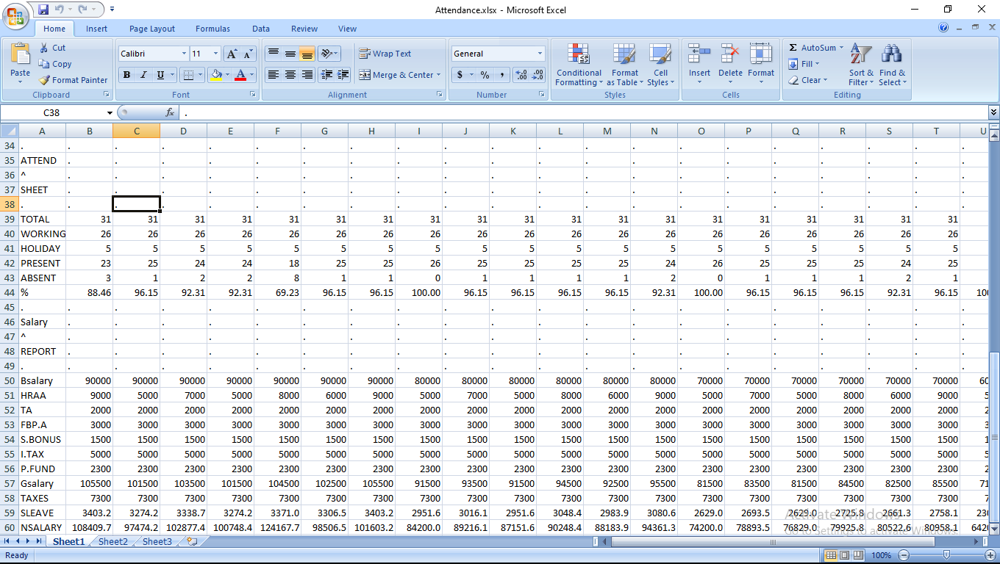 Attendance.xlsx - Microsoft Excel
Home Insert Page Layout Formulas Data Review View
Paste Cut Copy Format Painter Clipboard
Calibri 11 B I U A Font
Wrap Text Merge & Center Alignment
General $ % , Number
Conditional Formatting Format as Table Cell Styles Styles
Insert Delete Format Cells
Σ AutoSum Fill Clear Sort & Filter Find & Select Editing
C38 fx .
A B C D E F G H I J K L M N O P Q R S T U
34 . . . . . . . . . . . . . . . . . . . . .
35 ATTEND . . . . . . . . . . . . . . . . . . . .
36 ^ . . . . . . . . . . . . . . . . . . . .
37 SHEET . . . . . . . . . . . . . . . . . . . .
38 . . . . . . . . . . . . . . . . . . . . .
39 TOTAL 31 31 31 31 31 31 31 31 31 31 31 31 31 31 31 31 31 31 31
40 WORKING 26 26 26 26 26 26 26 26 26 26 26 26 26 26 26 26 26 26 26
41 HOLIDAY 5 5 5 5 5 5 5 5 5 5 5 5 5 5 5 5 5 5 5
42 PRESENT 23 25 24 24 18 25 25 26 25 25 25 25 24 26 25 25 25 24 25
43 ABSENT 3 1 2 2 8 1 1 0 1 1 1 1 2 0 1 1 1 2 1
44 % 88.46 96.15 92.31 92.31 69.23 96.15 96.15 100.00 96.15 96.15 96.15 96.15 92.31 100.00 96.15 96.15 96.15 92.31 96.15 100
45 . . . . . . . . . . . . . . . . . . . . .
46 Salary . . . . . . . . . . . . . . . . . . . .
47 ^ . . . . . . . . . . . . . . . . . . . .
48 REPORT . . . . . . . . . . . . . . . . . . . .
49 . . . . . . . . . . . . . . . . . . . . .
50 Bsalary 90000 90000 90000 90000 90000 90000 90000 80000 80000 80000 80000 80000 80000 70000 70000 70000 70000 70000 70000 60
51 HRAA 9000 5000 7000 5000 8000 6000 9000 5000 7000 5000 8000 6000 9000 5000 7000 5000 8000 6000 9000 5
52 TA 2000 2000 2000 2000 2000 2000 2000 2000 2000 2000 2000 2000 2000 2000 2000 2000 2000 2000 2000 2
53 FBP.A 3000 3000 3000 3000 3000 3000 3000 3000 3000 3000 3000 3000 3000 3000 3000 3000 3000 3000 3000 3
54 S.BONUS 1500 1500 1500 1500 1500 1500 1500 1500 1500 1500 1500 1500 1500 1500 1500 1500 1500 1500 1500 1
55 I.TAX 5000 5000 5000 5000 5000 5000 5000 5000 5000 5000 5000 5000 5000 5000 5000 5000 5000 5000 5000 5
56 P.FUND 2300 2300 2300 2300 2300 2300 2300 2300 2300 2300 2300 2300 2300 2300 2300 2300 2300 2300 2300 2
57 Gsalary 105500 101500 103500 101500 104500 102500 105500 91500 93500 91500 94500 92500 95500 81500 83500 81500 84500 82500 85500 71
58 TAXES 7300 7300 7300 7300 7300 7300 7300 7300 7300 7300 7300 7300 7300 7300 7300 7300 7300 7300 7300 7
59 SLEAVE 3403.2 3274.2 3338.7 3274.2 3371.0 3306.5 3403.2 2951.6 3016.1 2951.6 3048.4 2983.9 3080.6 2629.0 2693.5 2629.0 2725.8 2661.3 2758.1 230
60 NSALARY 108409.7 97474.2 102877.4 100748.4 124167.7 98506.5 101603.2 84200.0 89216.1 87151.6 90248.4 88183.9 94361.3 74200.0 78893.5 76829.0 79925.8 80522.6 80958.1 6420
Activate Windows
Go to Settings to activate Windows.
Sheet1 Sheet2 Sheet3
Ready 100%